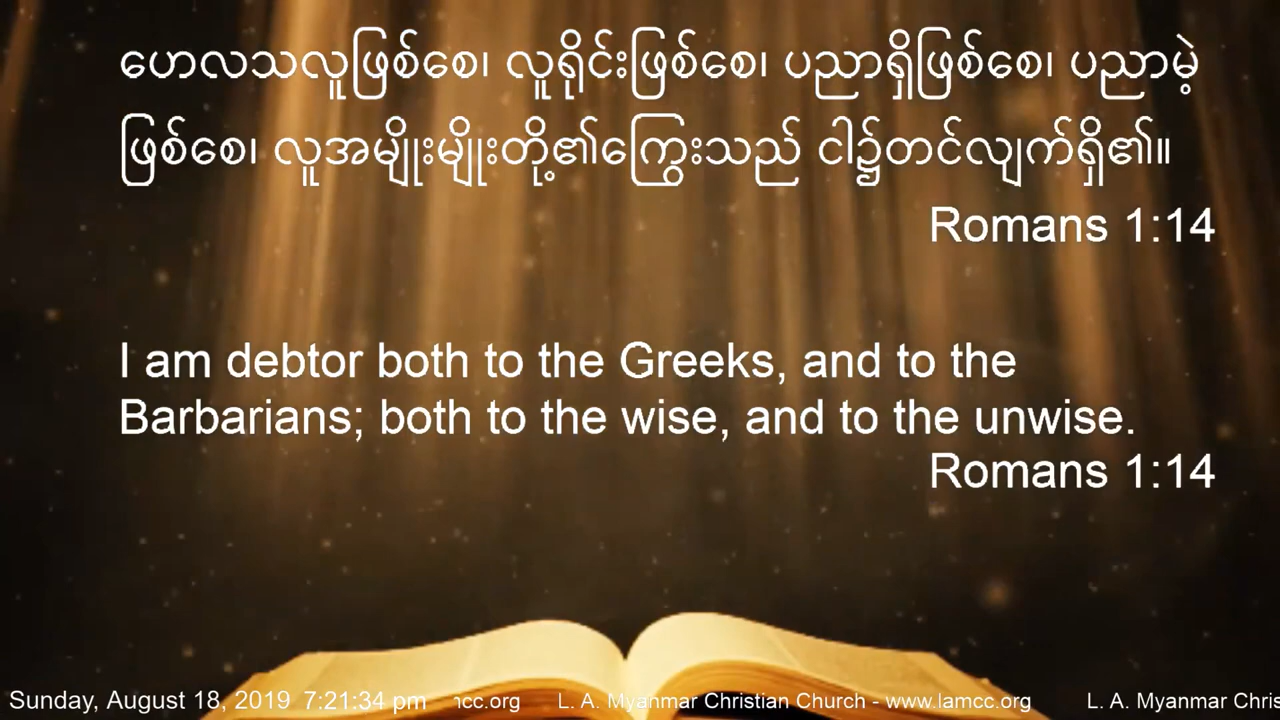 ဟေလသလူဖြစ်စေ၊ လူရိုင်းဖြစ်စေ၊ ပညာရှိဖြစ်စေ၊ ပညာမဲ့
ဖြစ်စေ၊ လူအမျိုးမျိုးတို့၏ကြွေးသည် ငါ၌တင်လျက်ရှိ၏။
Romans 1:14
I am debtor both to the Greeks, and to the
Barbarians; both to the wise, and to the unwise.
Romans 1:14
Sunday, August 18, 2019 7:21:34 pm cc.org L. A. Myanmar Christian Church - www.lamcc.org L. A. Myanmar Chris